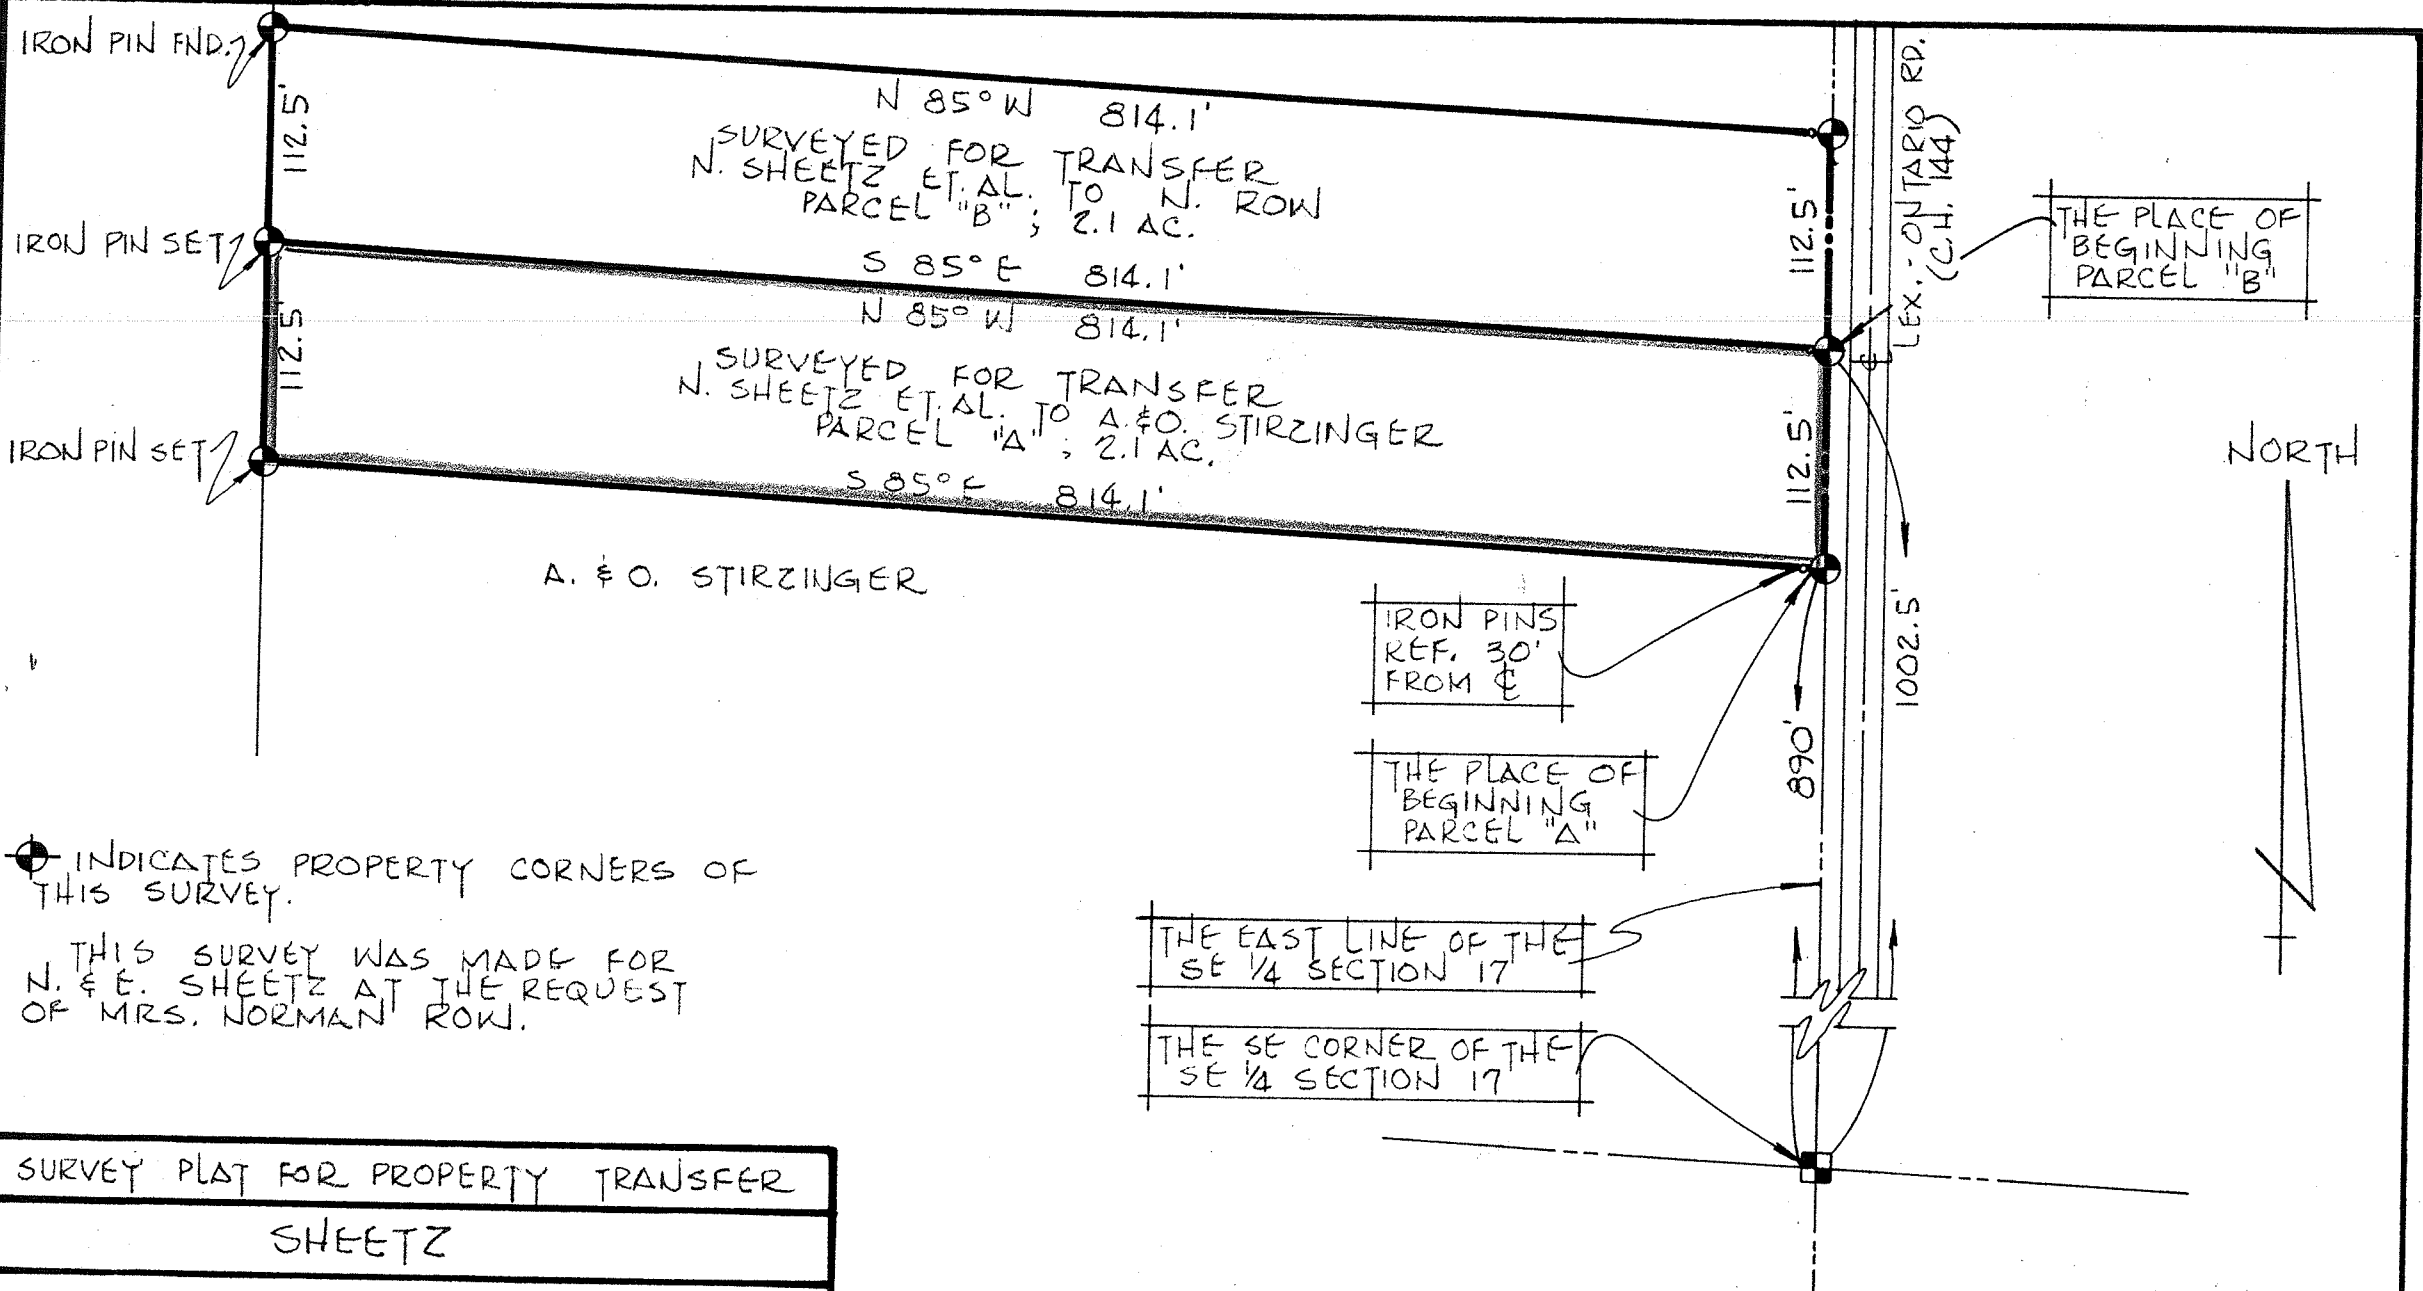 IRON PIN FND.
112.5'
N 85° W 814.1'
SURVEYED FOR TRANSFER
N. SHEETZ ET. AL. TO N. ROW
PARCEL "B" ; 2.1 AC.
S 85° E 814.1'
IRON PIN SET
112.5'
LEX. - ONTARIO RD.
(C.H. 144)
THE PLACE OF
BEGINNING
PARCEL "B"
℄
N 85° W 814.1'
SURVEYED FOR TRANSFER
N. SHEETZ ET. AL. TO A. & O. STIRZINGER
PARCEL "A" ; 2.1 AC.
S 85° E 814.1'
112.5'
112.5'
IRON PIN SET
A. & O. STIRZINGER
NORTH
IRON PINS
REF. 30'
FROM ℄
1002.5'
890'
THE PLACE OF
BEGINNING
PARCEL "A"
INDICATES PROPERTY CORNERS OF
THIS SURVEY.
THIS SURVEY WAS MADE FOR
N. & E. SHEETZ AT THE REQUEST
OF MRS. NORMAN ROW.
THE EAST LINE OF THE
SE 1/4 SECTION 17
THE SE CORNER OF THE
SE 1/4 SECTION 17
SURVEY PLAT FOR PROPERTY TRANSFER
SHEETZ